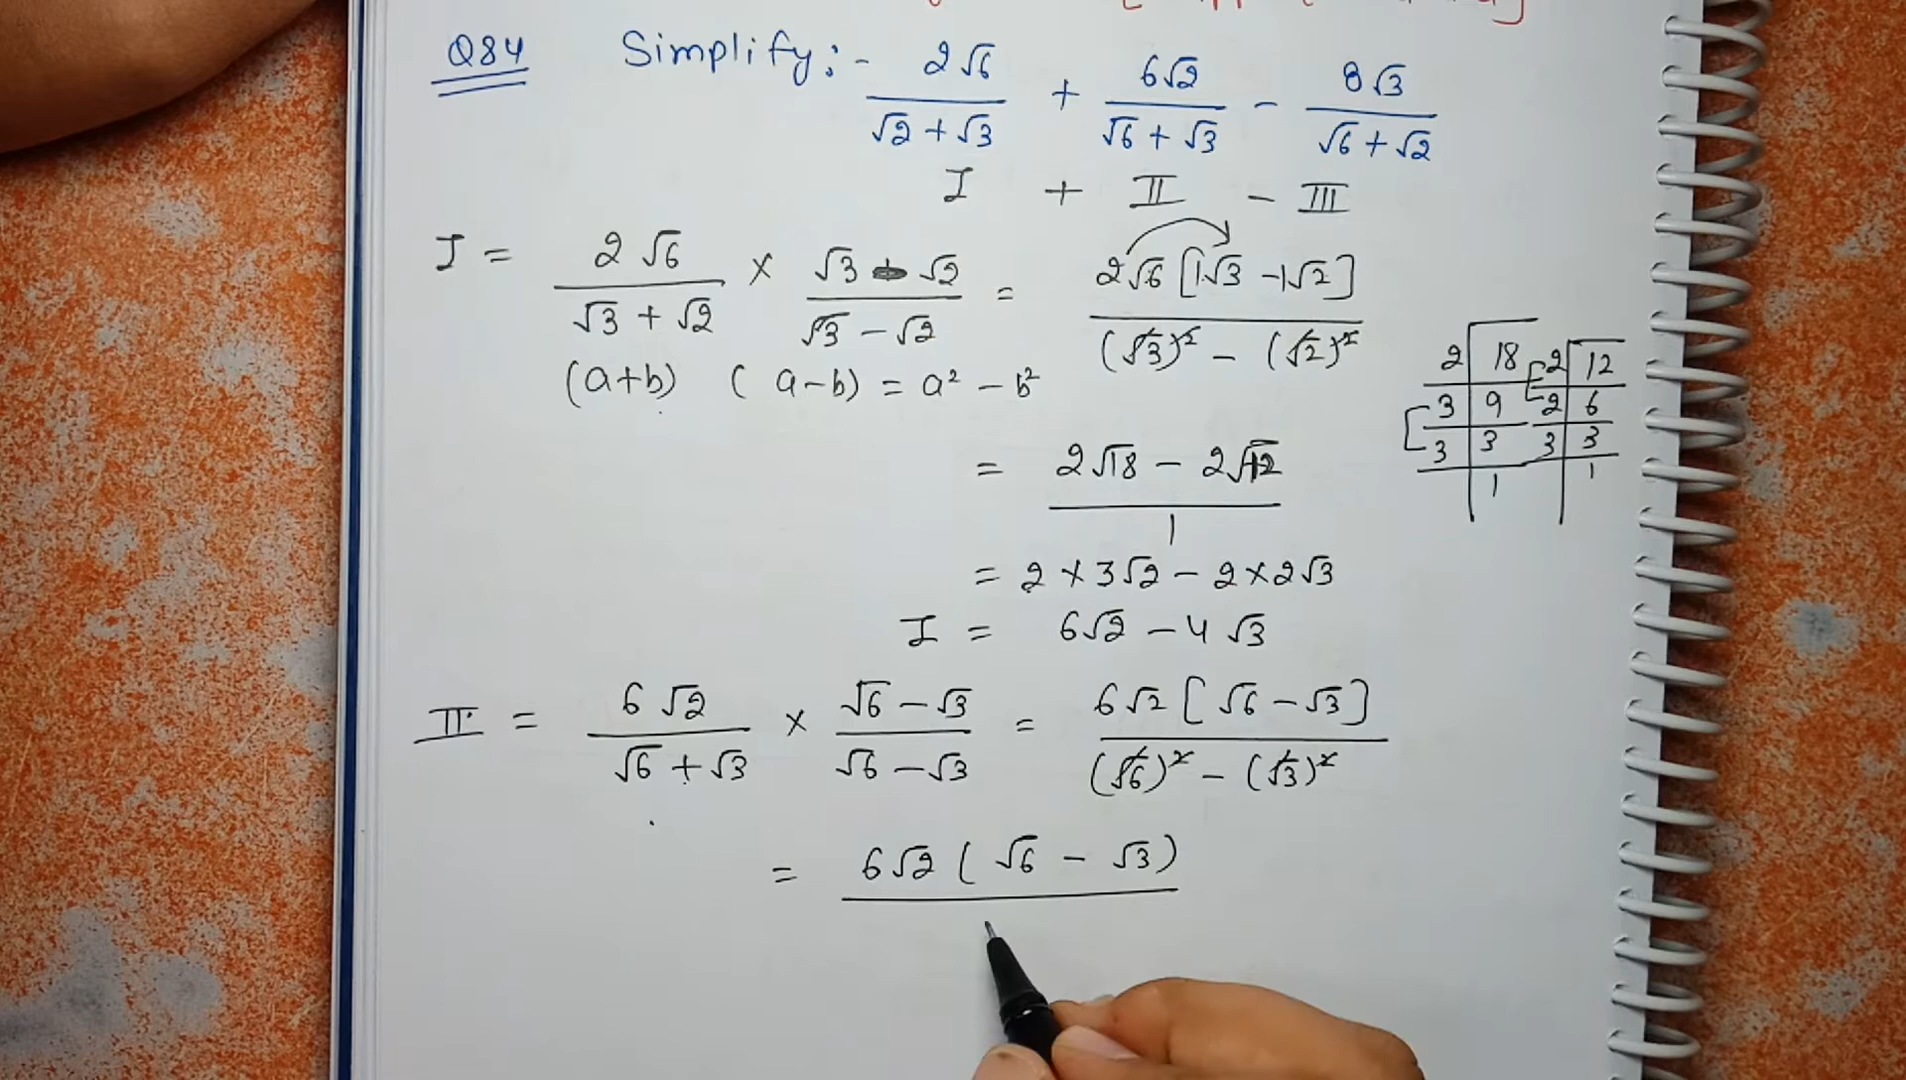 Q84 Simplify:- 2√6/(√2+√3) + 6√2/(√6+√3) - 8√3/(√6+√2)
I + II - III
I = 2√6/(√3+√2) × (√3-√2)/(√3-√2) = 2√6[1√3-1√2]/((√3)²-(√2)²)
(a+b) (a-b) = a² - b²
2 | 18
3 | 9
3 | 3
1
2 | 12
2 | 6
3 | 3
1
= (2√18 - 2√12)/1
= 2×3√2 - 2×2√3
I = 6√2 - 4√3
II = 6√2/(√6+√3) × (√6-√3)/(√6-√3) = 6√2[√6-√3]/((√6)²-(√3)²)
= 6√2(√6 - √3)